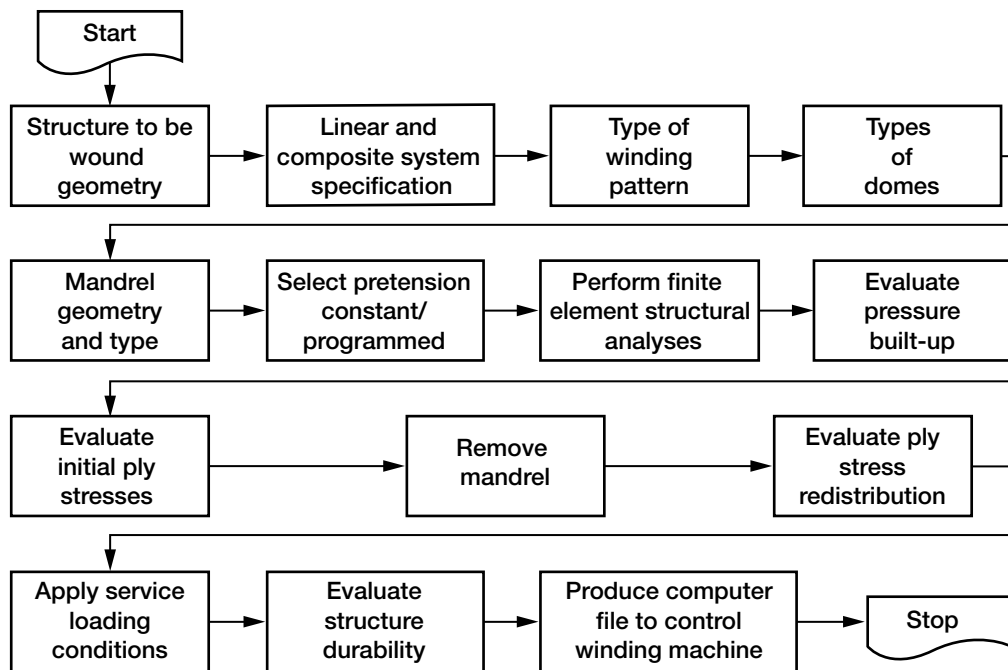 Start
Structure to be
wound
geometry
Linear and
composite system
specification
Type of
winding
pattern
Types
of
domes
Mandrel
geometry
and type
Select pretension
constant/
programmed
Perform finite
element structural
analyses
Evaluate
pressure
built-up
Evaluate
initial ply
stresses
Remove
mandrel
Evaluate ply
stress
redistribution
Apply service
loading
conditions
Evaluate
structure
durability
Produce computer
file to control
winding machine
Stop